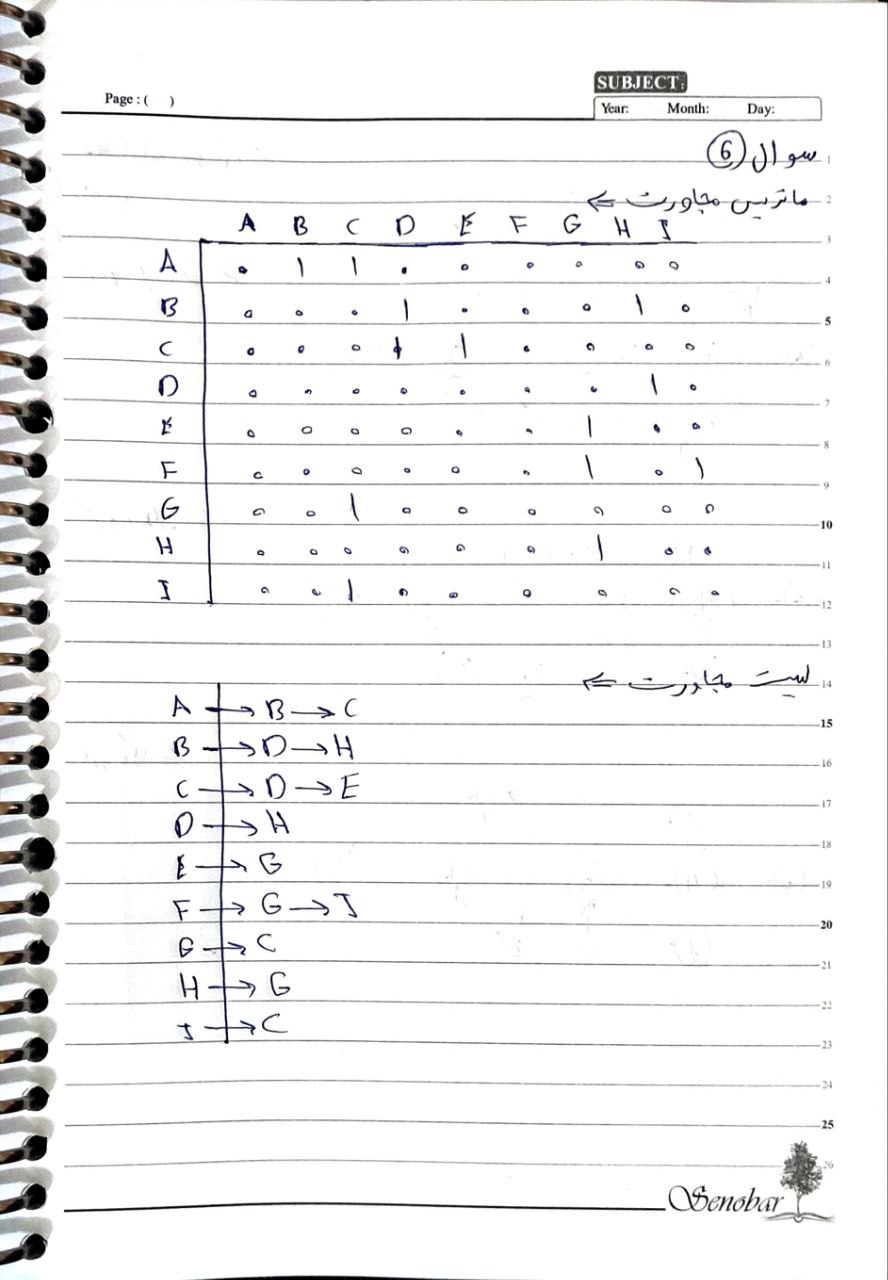 Page : ( )
SUBJECT:
Year: Month: Day:
سوال 6
ماتریس مجاورت ⇐
A B C D E F G H I
A 0 1 1 0 0 0 0 0 0
B 0 0 0 1 0 0 0 1 0
C 0 0 0 1 1 0 0 0 0
D 0 0 0 0 0 0 0 1 0
E 0 0 0 0 0 0 1 0 0
F 0 0 0 0 0 0 1 0 1
G 0 0 1 0 0 0 0 0 0
H 0 0 0 0 0 0 1 0 0
I 0 0 1 0 0 0 0 0 0
لیست مجاورت ⇐
A → B → C
B → D → H
C → D → E
D → H
E → G
F → G → I
G → C
H → G
I → C
1
2
3
4
5
6
7
8
9
10
11
12
13
14
15
16
17
18
19
20
21
22
23
24
25
26
Senobar